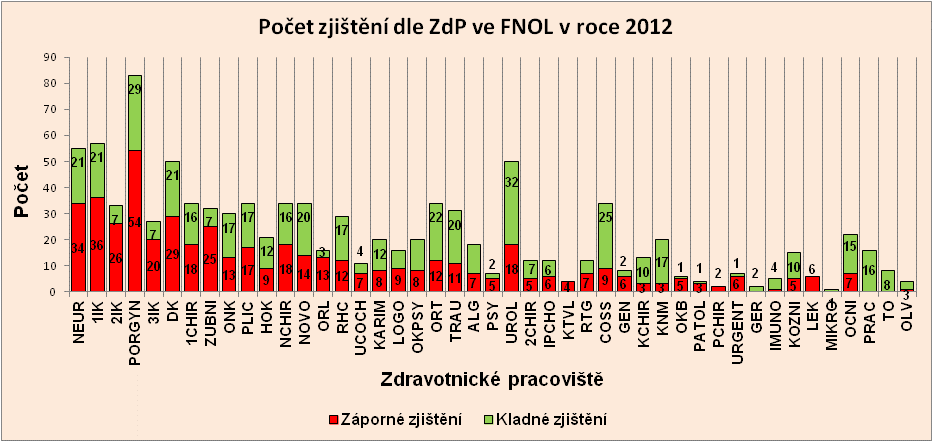 Počet zjištění dle ZdP ve FNOL v roce 2012
Počet
90
80
70
60
50
40
30
20
10
0
21 21 7 29 7 21 16 7 17 17 12 16 20 3 17 4 12 22 20 2 32 7 6 25 2 10 17 1 1 2 1 2 4 10 6 1 15 16 8 3
34 36 26 54 20 29 18 25 13 17 9 18 14 13 12 7 8 9 8 12 11 7 5 18 5 6 4 7 9 6 3 3 5 3 6 5 7
NEUR 1IK 2IK PORGYN 3IK DK 1CHIR ZUBNI ONK PLIC HOK NCHIR NOVO ORL RHC UCOCH KARIM LOGO OKPSY ORT TRAU ALG PSY UROL 2CHIR IPCHO KTVL RTG COSS GEN KCHIR KNM OKB PATOL PCHIR URGENT GER IMUNO KOZNI LEK MIKRO OCNI PRAC TO OLV
Zdravotnické pracoviště
Záporné zjištění Kladné zjištění